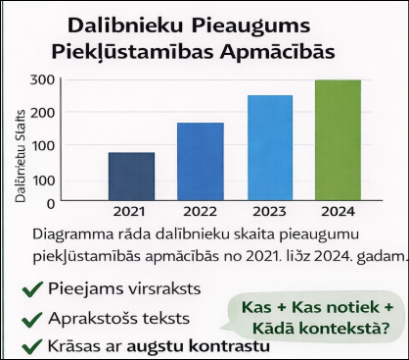 Dalībnieku Pieaugums
Piekļūstamības Apmācībās
300
200
100
100
0
Dalībnieku Skaits
2021
2022
2023
2024
Diagramma rāda dalībnieku skaita pieaugumu
piekļūstamībās apmācībās no 2021. līdz 2024. gadam.
Pieejams virsraksts
Aprakstošs teksts
Krāsas ar augstu kontrastu
Kas + Kas notiek +
Kādā kontekstā?